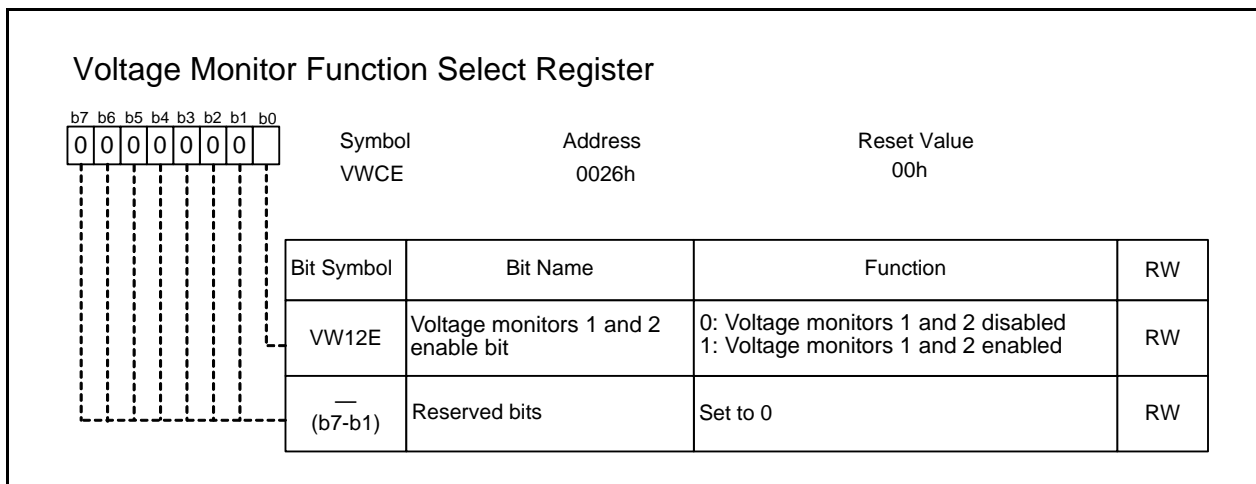 Voltage Monitor Function Select Register
b7 b6 b5 b4 b3 b2 b1 b0
0 0 0 0 0 0 0
Symbol Address Reset Value
VWCE 0026h 00h
Bit Symbol Bit Name Function RW
VW12E Voltage monitors 1 and 2 enable bit 0: Voltage monitors 1 and 2 disabled 1: Voltage monitors 1 and 2 enabled RW
— (b7-b1) Reserved bits Set to 0 RW